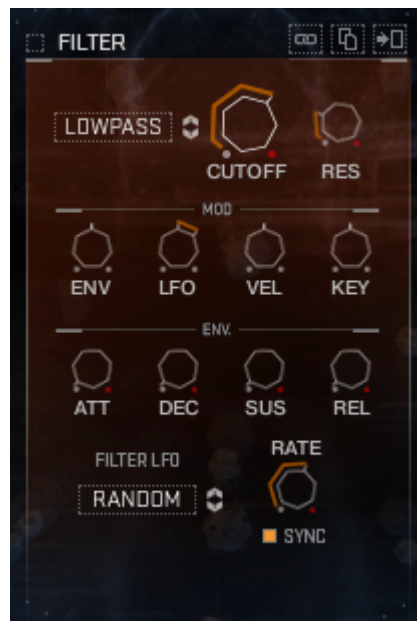 FILTER
LOWPASS
CUTOFF RES
MOD
ENV LFO VEL KEY
ENV.
ATT DEC SUS REL
FILTER LFO
RATE
RANDOM
SYNC